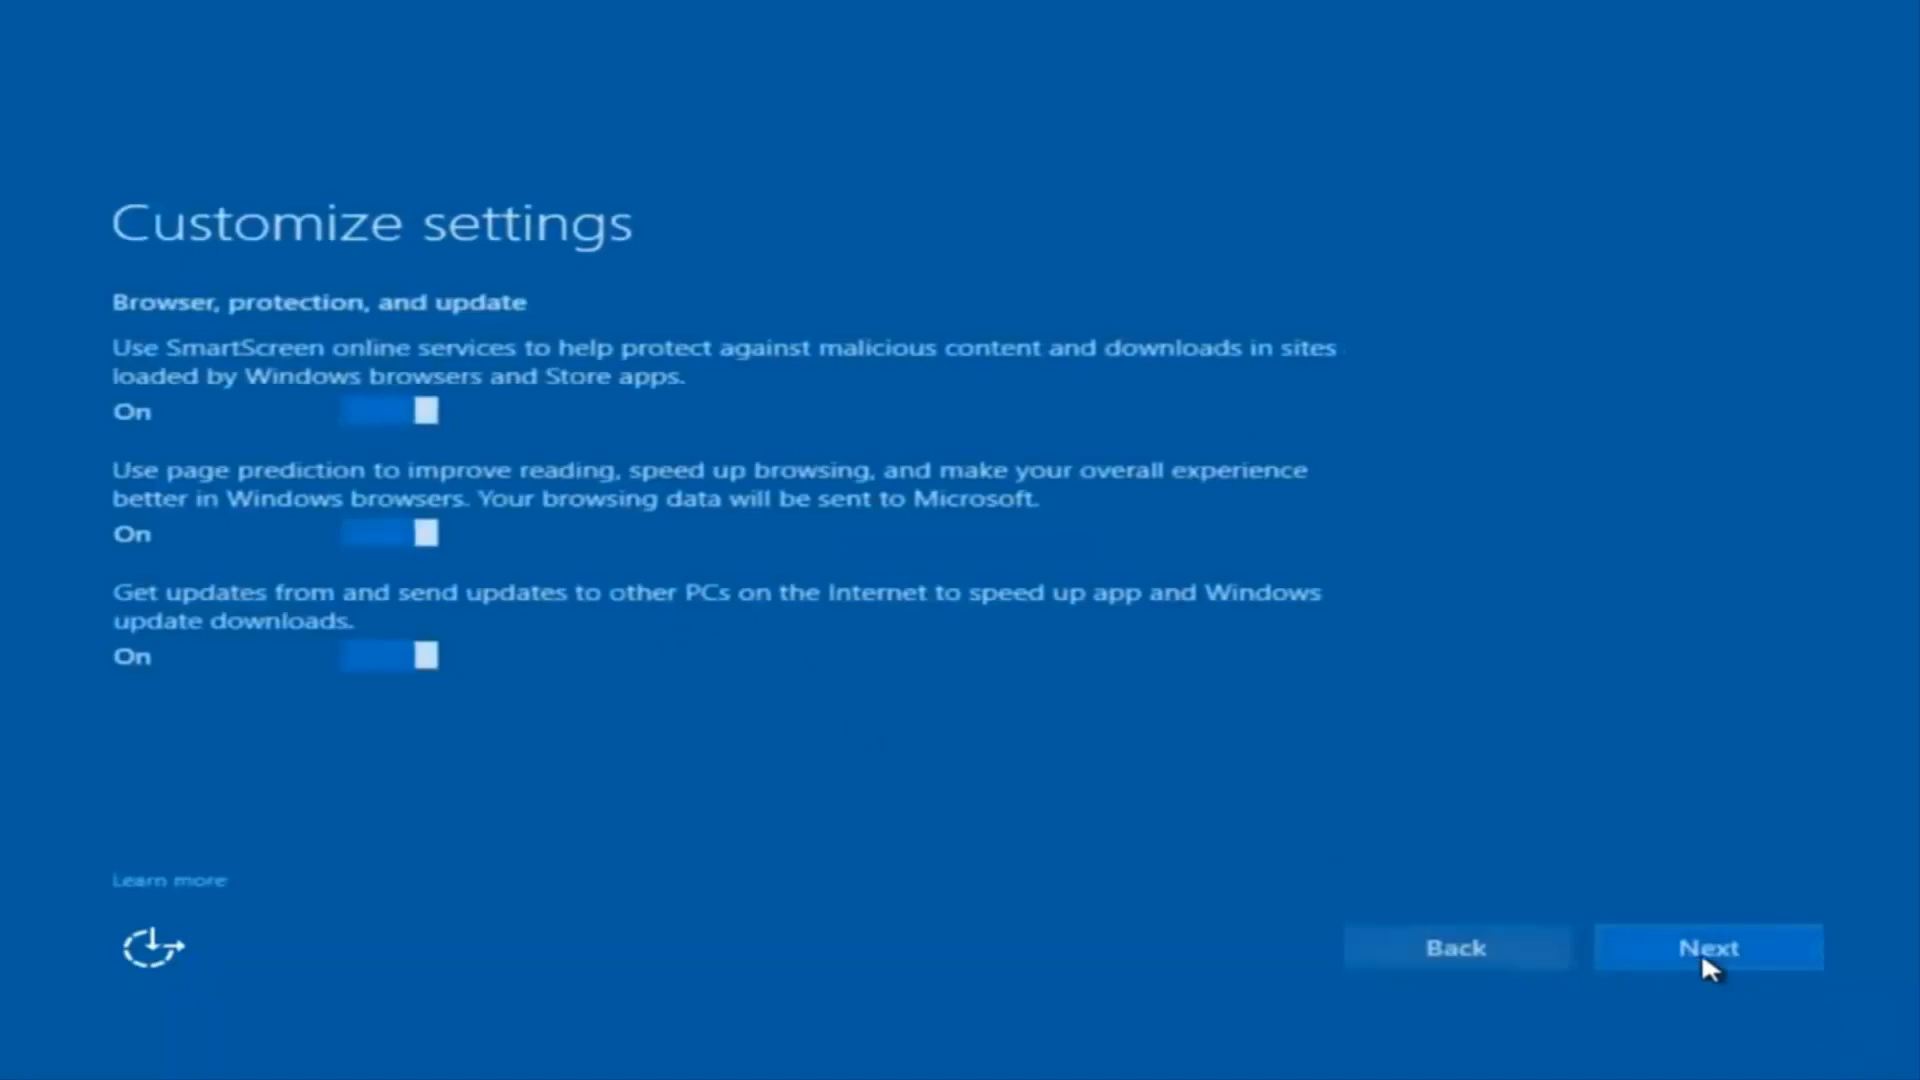 Customize settings
Browser, protection, and update
Use SmartScreen online services to help protect against malicious content and downloads in sites
loaded by Windows browsers and Store apps.
On
Use page prediction to improve reading, speed up browsing, and make your overall experience
better in Windows browsers. Your browsing data will be sent to Microsoft.
On
Get updates from and send updates to other PCs on the Internet to speed up app and Windows
update downloads.
On
Learn more
Back
Next